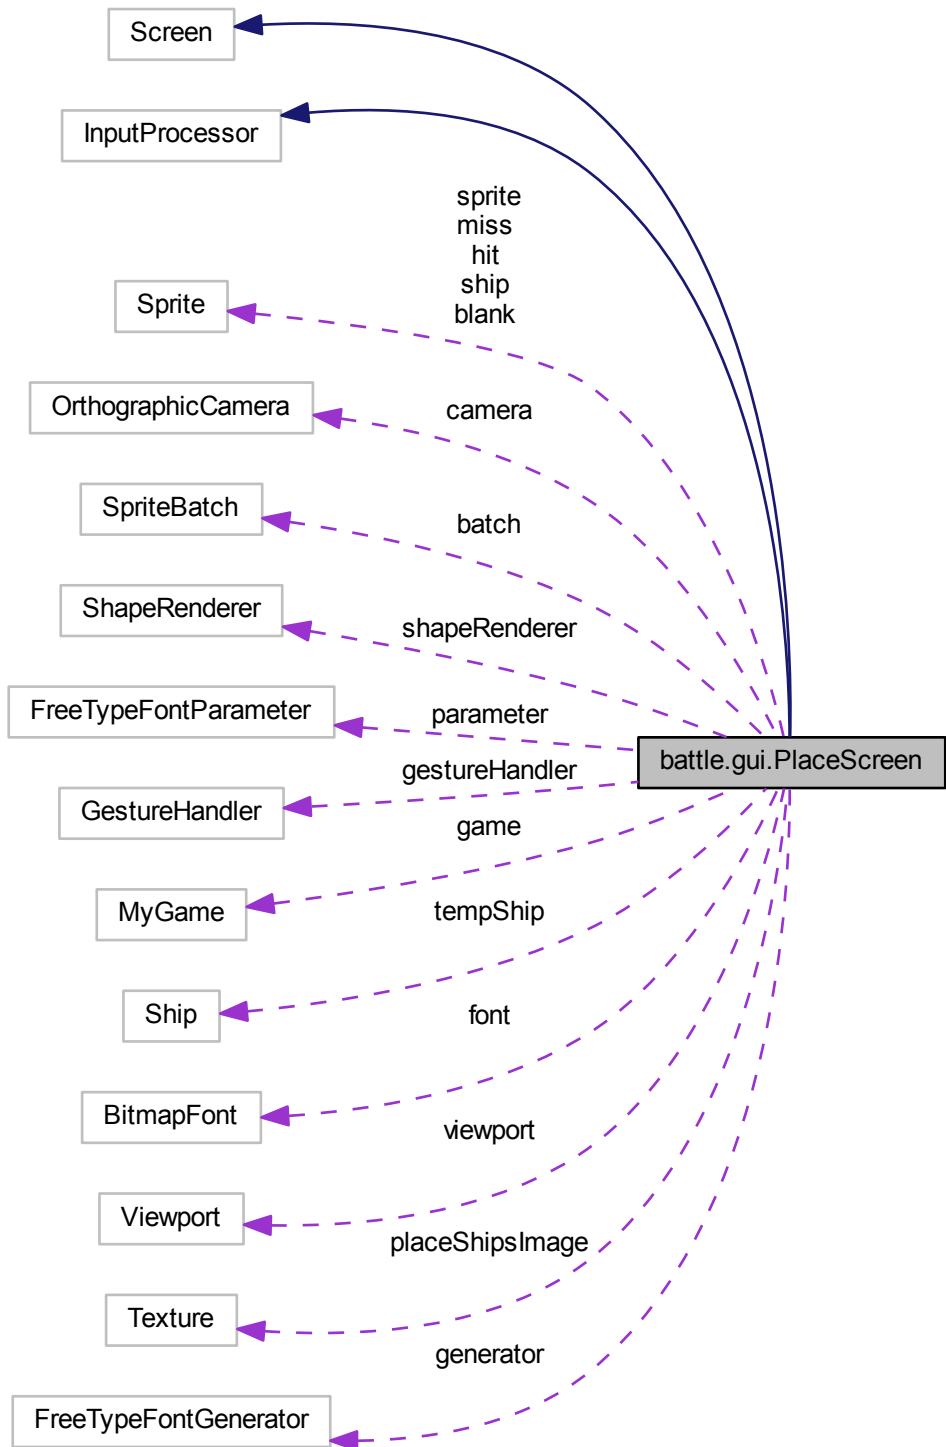 Screen
InputProcessor
sprite
miss
hit
ship
blank
Sprite
OrthographicCamera
camera
SpriteBatch
batch
ShapeRenderer
shapeRenderer
FreeTypeFontParameter
parameter
battle.gui.PlaceScreen
gestureHandler
GestureHandler
game
MyGame
tempShip
Ship
font
BitmapFont
viewport
Viewport
placeShipsImage
Texture
generator
FreeTypeFontGenerator